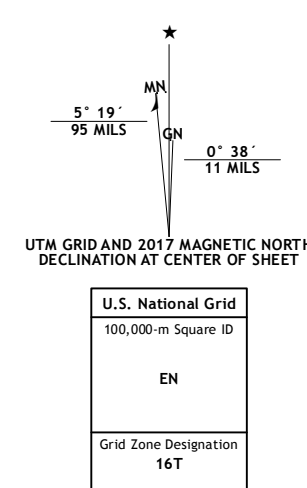 ★
MN
GN
5° 19´
95 MILS
0° 38´
11 MILS
UTM GRID AND 2017 MAGNETIC NORTH
DECLINATION AT CENTER OF SHEET
U.S. National Grid
100,000-m Square ID
EN
Grid Zone Designation
16T